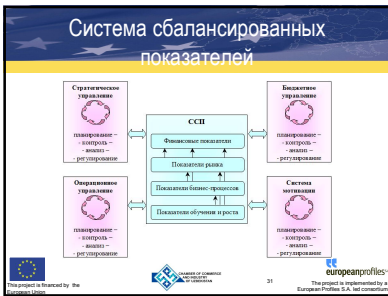 Система сбалансированных
показателей
Стратегическое
управление
планирование –
- контроль –
- анализ –
- регулирование
Бюджетное
управление
планирование –
- контроль –
- анализ –
- регулирование
ССП
Финансовые показатели
Показатели рынка
Показатели бизнес-процессов
Показатели обучения и роста
Операционное
управление
планирование –
- контроль –
- анализ –
- регулирование
Система
мотивации
планирование –
- контроль –
- анализ –
- регулирование
This project is financed by the
European Union
CHAMBER OF COMMERCE
AND INDUSTRY
OF UZBEKISTAN
31
europeanprofiles
The project is implemented by a
European Profiles S.A. led consortium